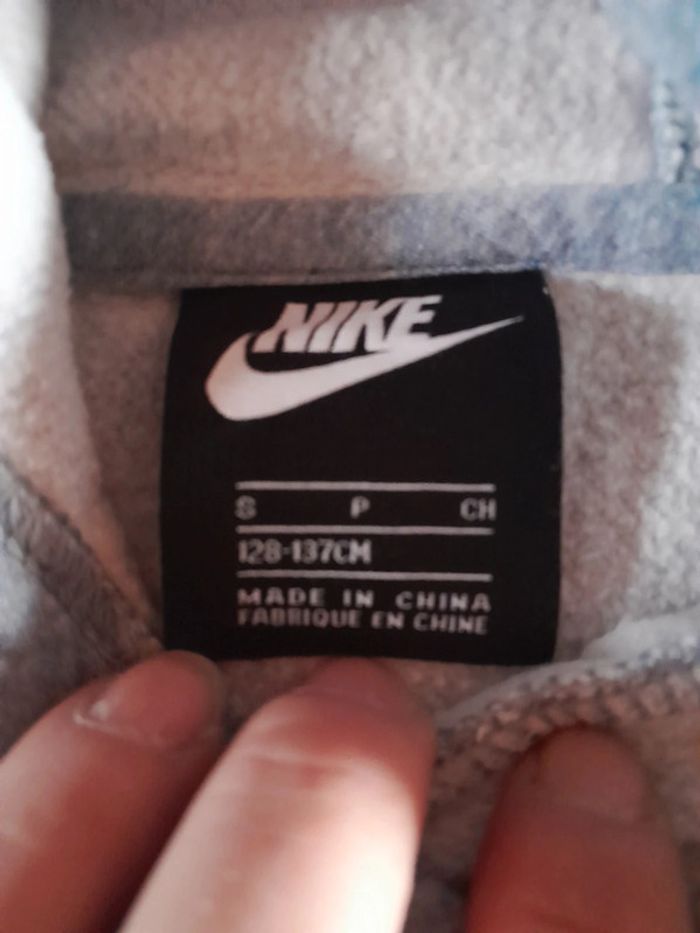 NIKE
S P CH
128-137CM
MADE IN CHINA
FABRIQUE EN CHINE